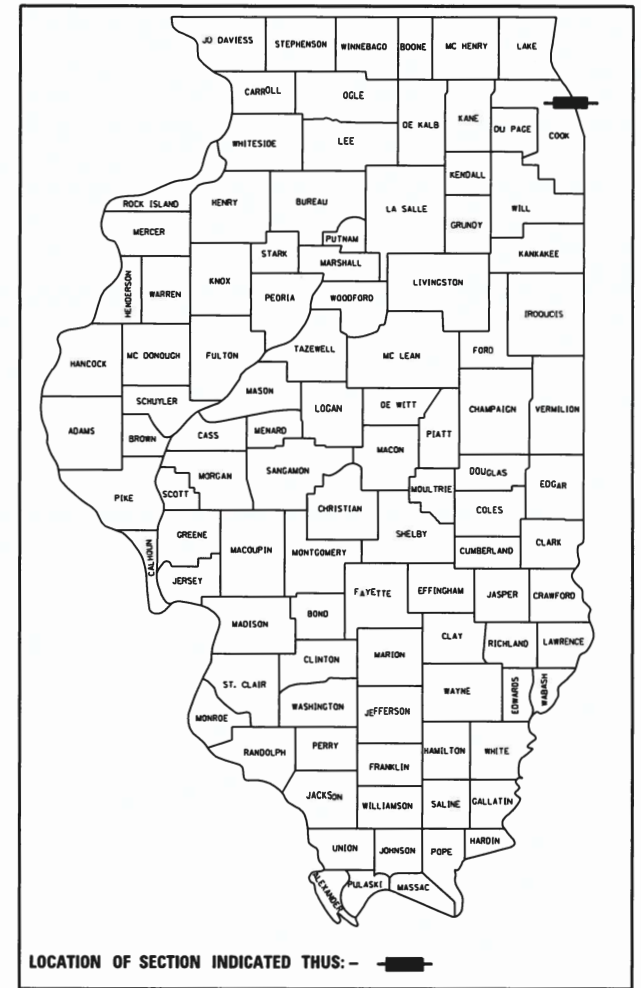 JO DAVIESS STEPHENSON WINNEBAGO BOONE MC HENRY LAKE
CARROLL OGLE DE KALB KANE DU PAGE COOK
WHITESIDE LEE KENDALL
ROCK ISLAND HENRY BUREAU LA SALLE GRUNDY WILL
MERCER PUTNAM
STARK MARSHALL KANKAKEE
HENDERSON WARREN KNOX PEORIA WOODFORD LIVINGSTON IROQUOIS
HANCOCK MC DONOUGH FULTON TAZEWELL MC LEAN FORD
SCHUYLER MASON LOGAN DE WITT CHAMPAIGN VERMILION
ADAMS BROWN CASS MENARD MACON PIATT
PIKE SCOTT MORGAN SANGAMON CHRISTIAN MOULTRIE DOUGLAS EDGAR
COLES
CALHOUN GREENE MACOUPIN MONTGOMERY SHELBY CUMBERLAND CLARK
JERSEY FAYETTE EFFINGHAM JASPER CRAWFORD
MADISON BOND CLAY RICHLAND LAWRENCE
CLINTON MARION
ST. CLAIR WASHINGTON WAYNE EDWARDS WABASH
MONROE JEFFERSON
RANDOLPH PERRY HAMILTON WHITE
FRANKLIN
JACKSON WILLIAMSON SALINE GALLATIN
UNION JOHNSON POPE HARDIN
ALEXANDER PULASKI MASSAC
LOCATION OF SECTION INDICATED THUS: -